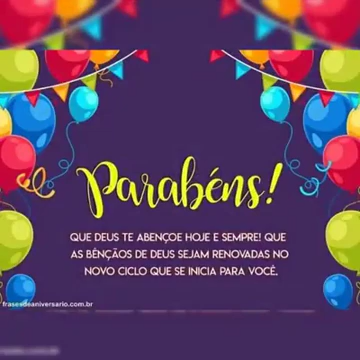 Parabéns!
QUE DEUS TE ABENÇOE HOJE E SEMPRE! QUE
AS BÊNÇÃOS DE DEUS SEJAM RENOVADAS NO
NOVO CICLO QUE SE INICIA PARA VOCÊ.
frasesdeaniversario.com.br